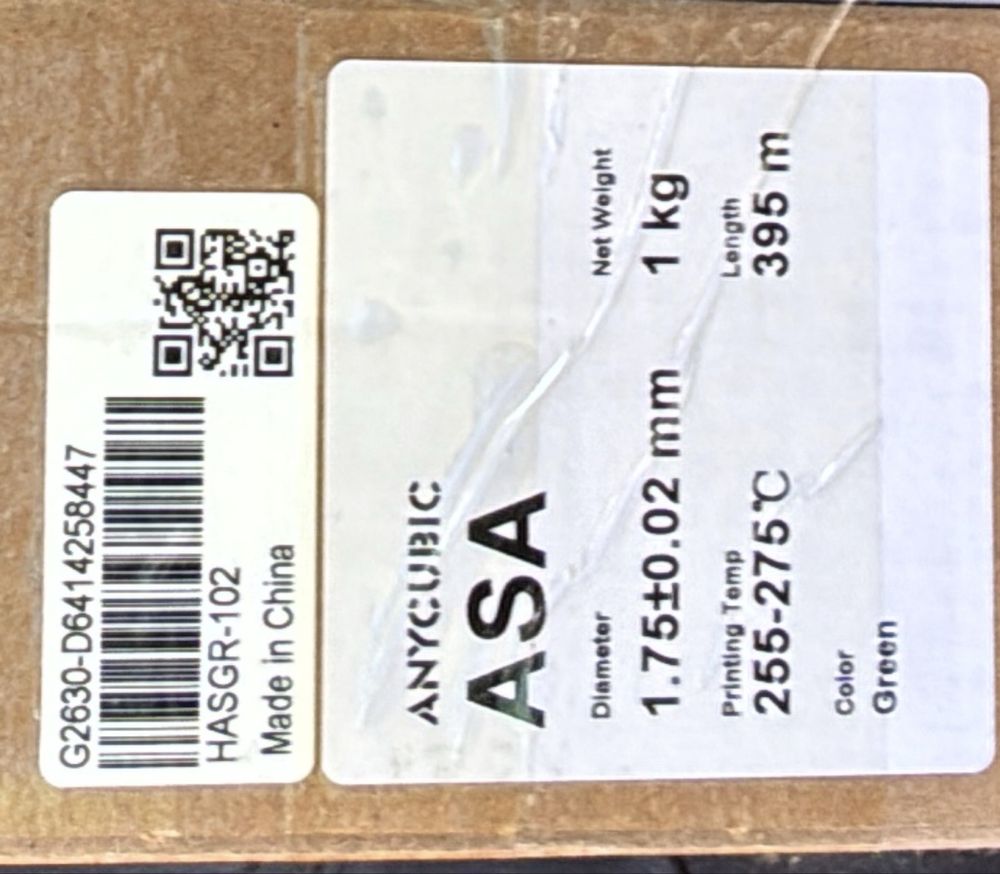 G2630-D6414258447
HASGR-102
Made in China
ANYCUBIC
ASA
Diameter
1.75±0.02 mm
Net Weight
1 kg
Printing Temp
255-275℃
Length
395 m
Color
Green